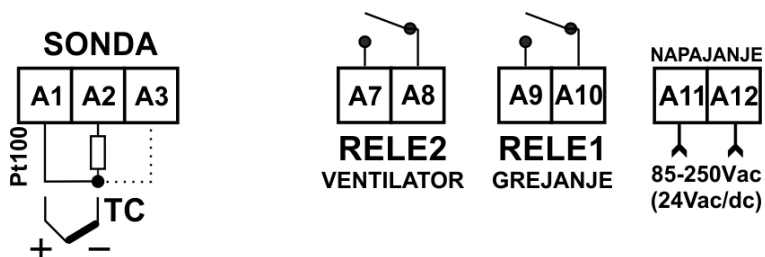 SONDA
A1 A2 A3
Pt100
TC
+ −
A7 A8
RELE2
VENTILATOR
A9 A10
RELE1
GREJANJE
NAPAJANJE
A11 A12
85-250Vac
(24Vac/dc)